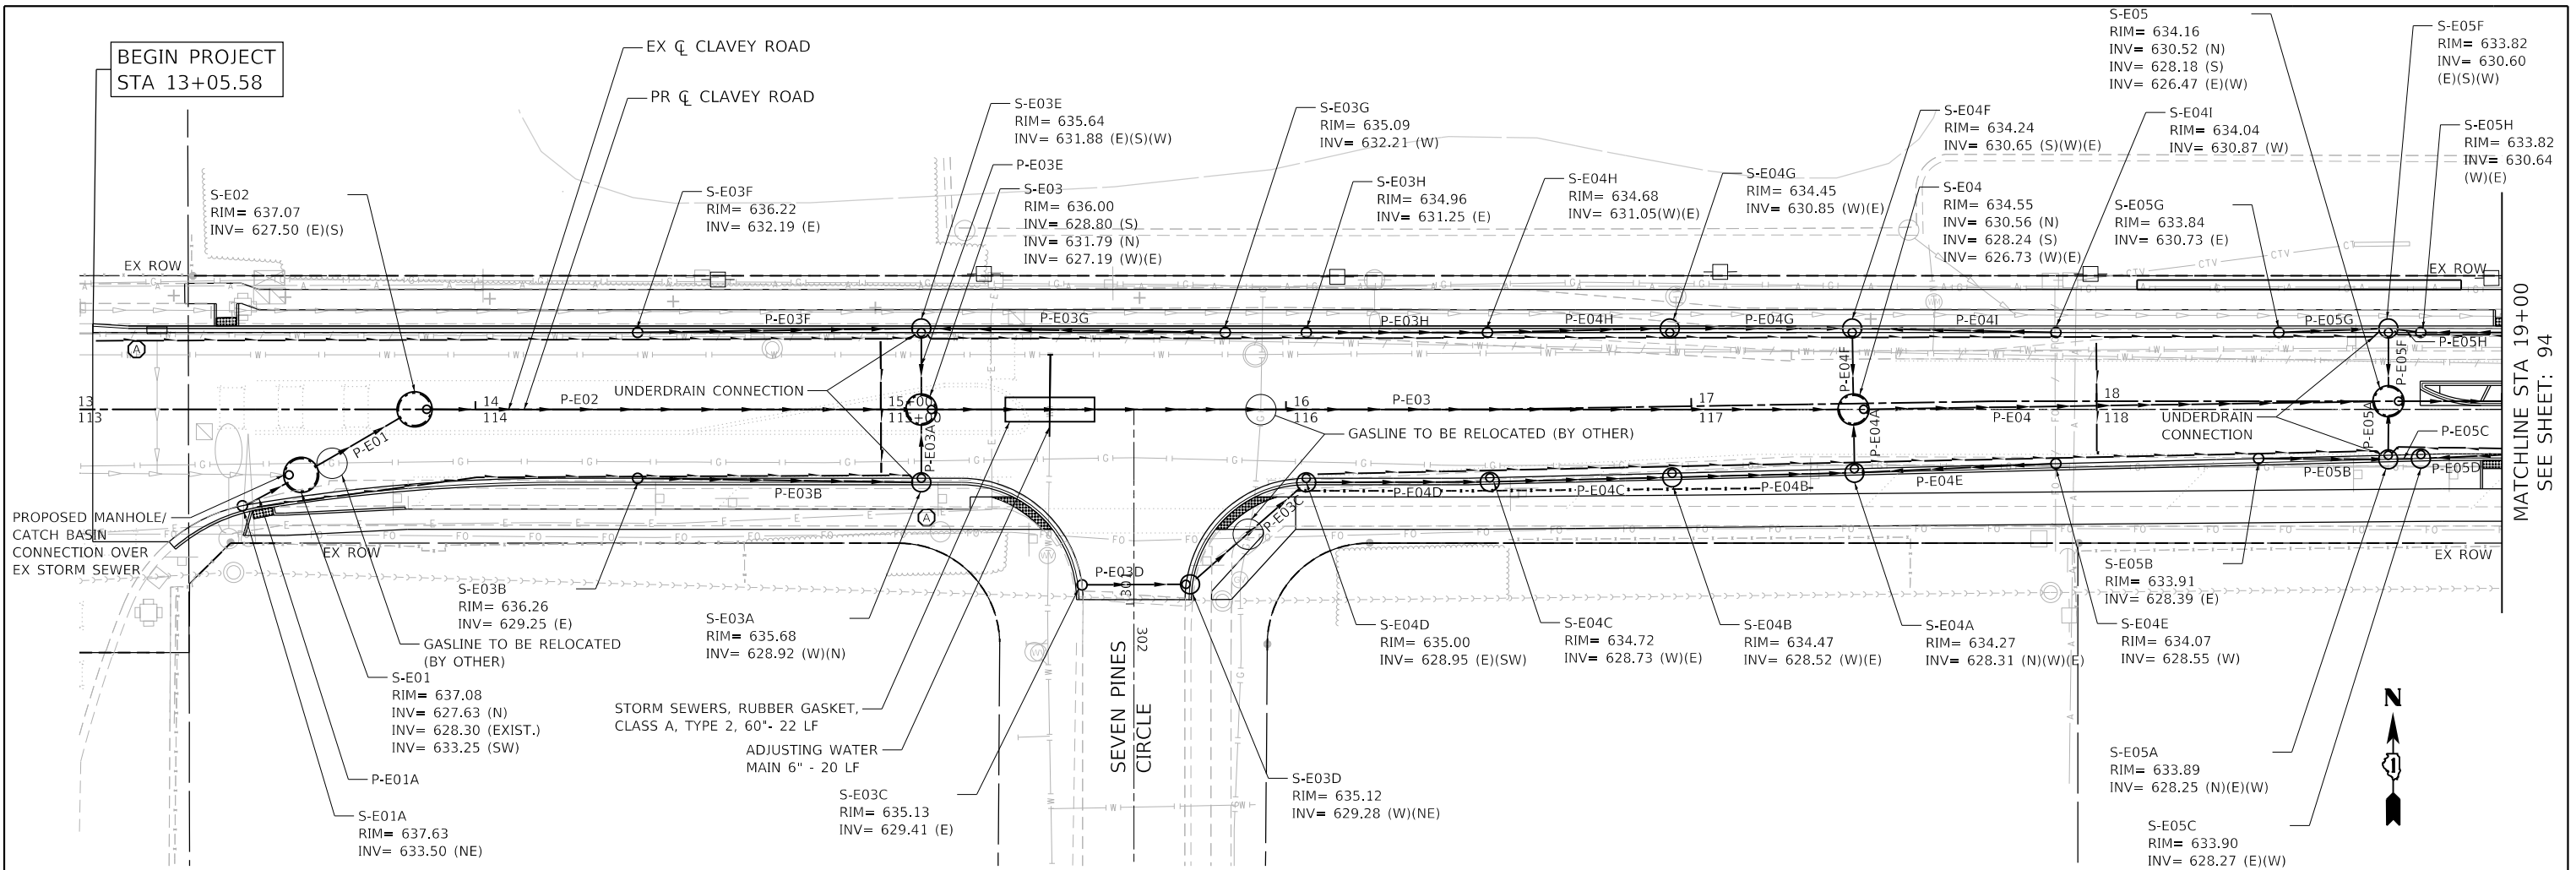 BEGIN PROJECT
STA 13+05.58
EX ℄ CLAVEY ROAD
PR ℄ CLAVEY ROAD
S-E02
RIM= 637.07
INV= 627.50 (E)(S)
S-E03F
RIM= 636.22
INV= 632.19 (E)
S-E03E
RIM= 635.64
INV= 631.88 (E)(S)(W)
P-E03E
S-E03
RIM= 636.00
INV= 628.80 (S)
INV= 631.79 (N)
INV= 627.19 (W)(E)
S-E03G
RIM= 635.09
INV= 632.21 (W)
S-E03H
RIM= 634.96
INV= 631.25 (E)
S-E04H
RIM= 634.68
INV= 631.05(W)(E)
S-E04G
RIM= 634.45
INV= 630.85 (W)(E)
S-E04F
RIM= 634.24
INV= 630.65 (S)(W)(E)
S-E04
RIM= 634.55
INV= 630.56 (N)
INV= 628.24 (S)
INV= 626.73 (W)(E)
S-E05
RIM= 634.16
INV= 630.52 (N)
INV= 628.18 (S)
INV= 626.47 (E)(W)
S-E04I
RIM= 634.04
INV= 630.87 (W)
S-E05G
RIM= 633.84
INV= 630.73 (E)
S-E05F
RIM= 633.82
INV= 630.60
(E)(S)(W)
S-E05H
RIM= 633.82
INV= 630.64
(W)(E)
EX ROW
EX ROW
CTV CTV CTV CT
P-E03F
P-E03G
P-E03H
P-E04H
P-E04G
P-E04I
P-E05G
P-E05H
A
UNDERDRAIN CONNECTION
P-E04F
P-E05F
13
113
14
114
P-E02
15+00
115+00
16
116
P-E03
17
117
P-E04
18
118
UNDERDRAIN
CONNECTION
GASLINE TO BE RELOCATED (BY OTHER)
P-E01
P-E03A
P-E04A
P-E05A
P-E05C
P-E03B
P-E03C
P-E04D
P-E04C
P-E04B
P-E04E
P-E05B
P-E05D
MATCHLINE STA 19+00
SEE SHEET: 94
PROPOSED MANHOLE/
CATCH BASIN
CONNECTION OVER
EX STORM SEWER
A
EX ROW
EX ROW
P-E03D
301
302
SEVEN PINES
CIRCLE
S-E03B
RIM= 636.26
INV= 629.25 (E)
GASLINE TO BE RELOCATED
(BY OTHER)
S-E03A
RIM= 635.68
INV= 628.92 (W)(N)
S-E04D
RIM= 635.00
INV= 628.95 (E)(SW)
S-E04C
RIM= 634.72
INV= 628.73 (W)(E)
S-E04B
RIM= 634.47
INV= 628.52 (W)(E)
S-E04A
RIM= 634.27
INV= 628.31 (N)(W)(E)
S-E05B
RIM= 633.91
INV= 628.39 (E)
S-E04E
RIM= 634.07
INV= 628.55 (W)
S-E01
RIM= 637.08
INV= 627.63 (N)
INV= 628.30 (EXIST.)
INV= 633.25 (SW)
STORM SEWERS, RUBBER GASKET,
CLASS A, TYPE 2, 60"- 22 LF
ADJUSTING WATER
MAIN 6" - 20 LF
P-E01A
S-E01A
RIM= 637.63
INV= 633.50 (NE)
S-E03C
RIM= 635.13
INV= 629.41 (E)
S-E03D
RIM= 635.12
INV= 629.28 (W)(NE)
S-E05A
RIM= 633.89
INV= 628.25 (N)(E)(W)
S-E05C
RIM= 633.90
INV= 628.27 (E)(W)
N